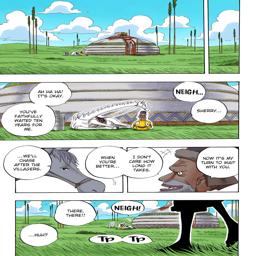 AH HA HA!
IT'S OKAY.
YOU'VE
FAITHFULLY
WAITED TEN
YEARS FOR
ME.
NEIGH...
SHERRY...
...WE'LL
CHASE
AFTER THE
VILLAGERS.
WHEN
YOU'RE
BETTER...
I DON'T
CARE HOW
LONG IT
TAKES.
NOW IT'S MY
TURN TO WAIT
WITH YOU.
THERE,
THERE!!
NEIGH!
...HUH?
TP
TP